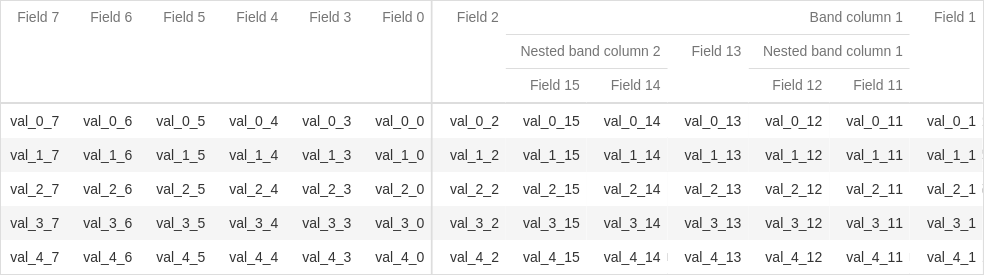 Field 7 Field 6 Field 5 Field 4 Field 3 Field 0 Field 2 Band column 1 Field 1
Nested band column 2 Field 13 Nested band column 1
Field 15 Field 14 Field 12 Field 11
val_0_7 val_0_6 val_0_5 val_0_4 val_0_3 val_0_0 val_0_2 val_0_15 val_0_14 val_0_13 val_0_12 val_0_11 val_0_1
val_1_7 val_1_6 val_1_5 val_1_4 val_1_3 val_1_0 val_1_2 val_1_15 val_1_14 val_1_13 val_1_12 val_1_11 val_1_1
val_2_7 val_2_6 val_2_5 val_2_4 val_2_3 val_2_0 val_2_2 val_2_15 val_2_14 val_2_13 val_2_12 val_2_11 val_2_1
val_3_7 val_3_6 val_3_5 val_3_4 val_3_3 val_3_0 val_3_2 val_3_15 val_3_14 val_3_13 val_3_12 val_3_11 val_3_1
val_4_7 val_4_6 val_4_5 val_4_4 val_4_3 val_4_0 val_4_2 val_4_15 val_4_14 val_4_13 val_4_12 val_4_11 val_4_1